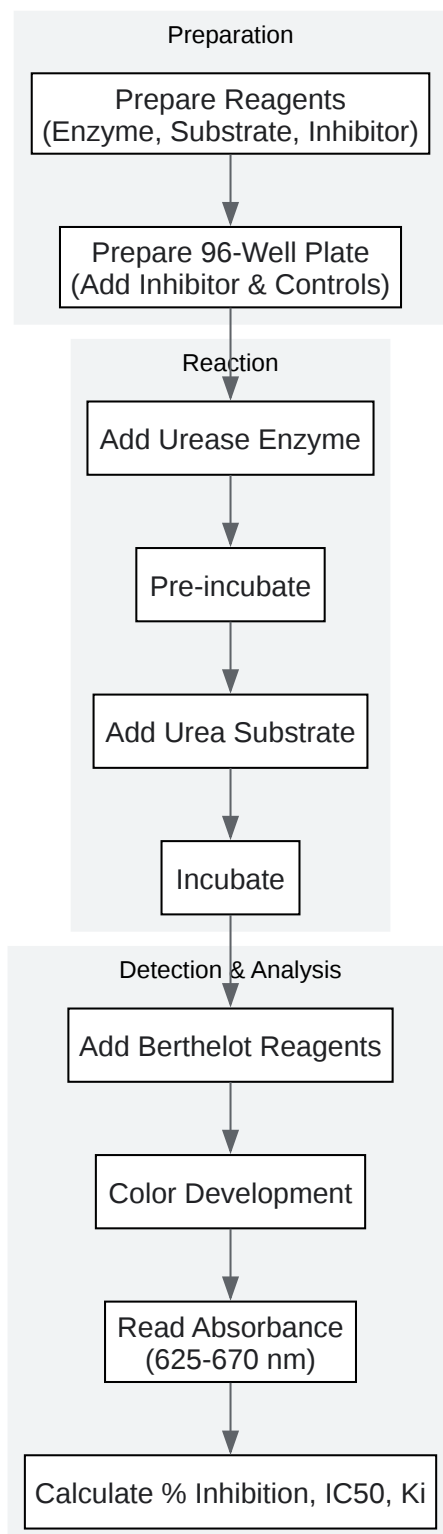 Preparation
Prepare Reagents
(Enzyme, Substrate, Inhibitor)
Prepare 96-Well Plate
(Add Inhibitor & Controls)
Reaction
Add Urease Enzyme
Pre-incubate
Add Urea Substrate
Incubate
Detection & Analysis
Add Berthelot Reagents
Color Development
Read Absorbance
(625-670 nm)
Calculate % Inhibition, IC50, Ki